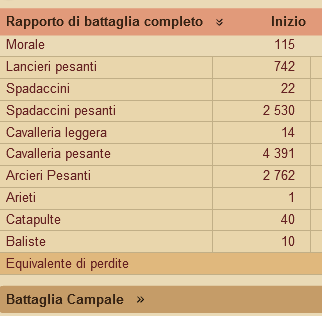 Rapporto di battaglia completo » Inizio
Morale 115
Lancieri pesanti 742
Spadaccini 22
Spadaccini pesanti 2 530
Cavalleria leggera 14
Cavalleria pesante 4 391
Arcieri Pesanti 2 762
Arieti 1
Catapulte 40
Baliste 10
Equivalente di perdite
Battaglia Campale »